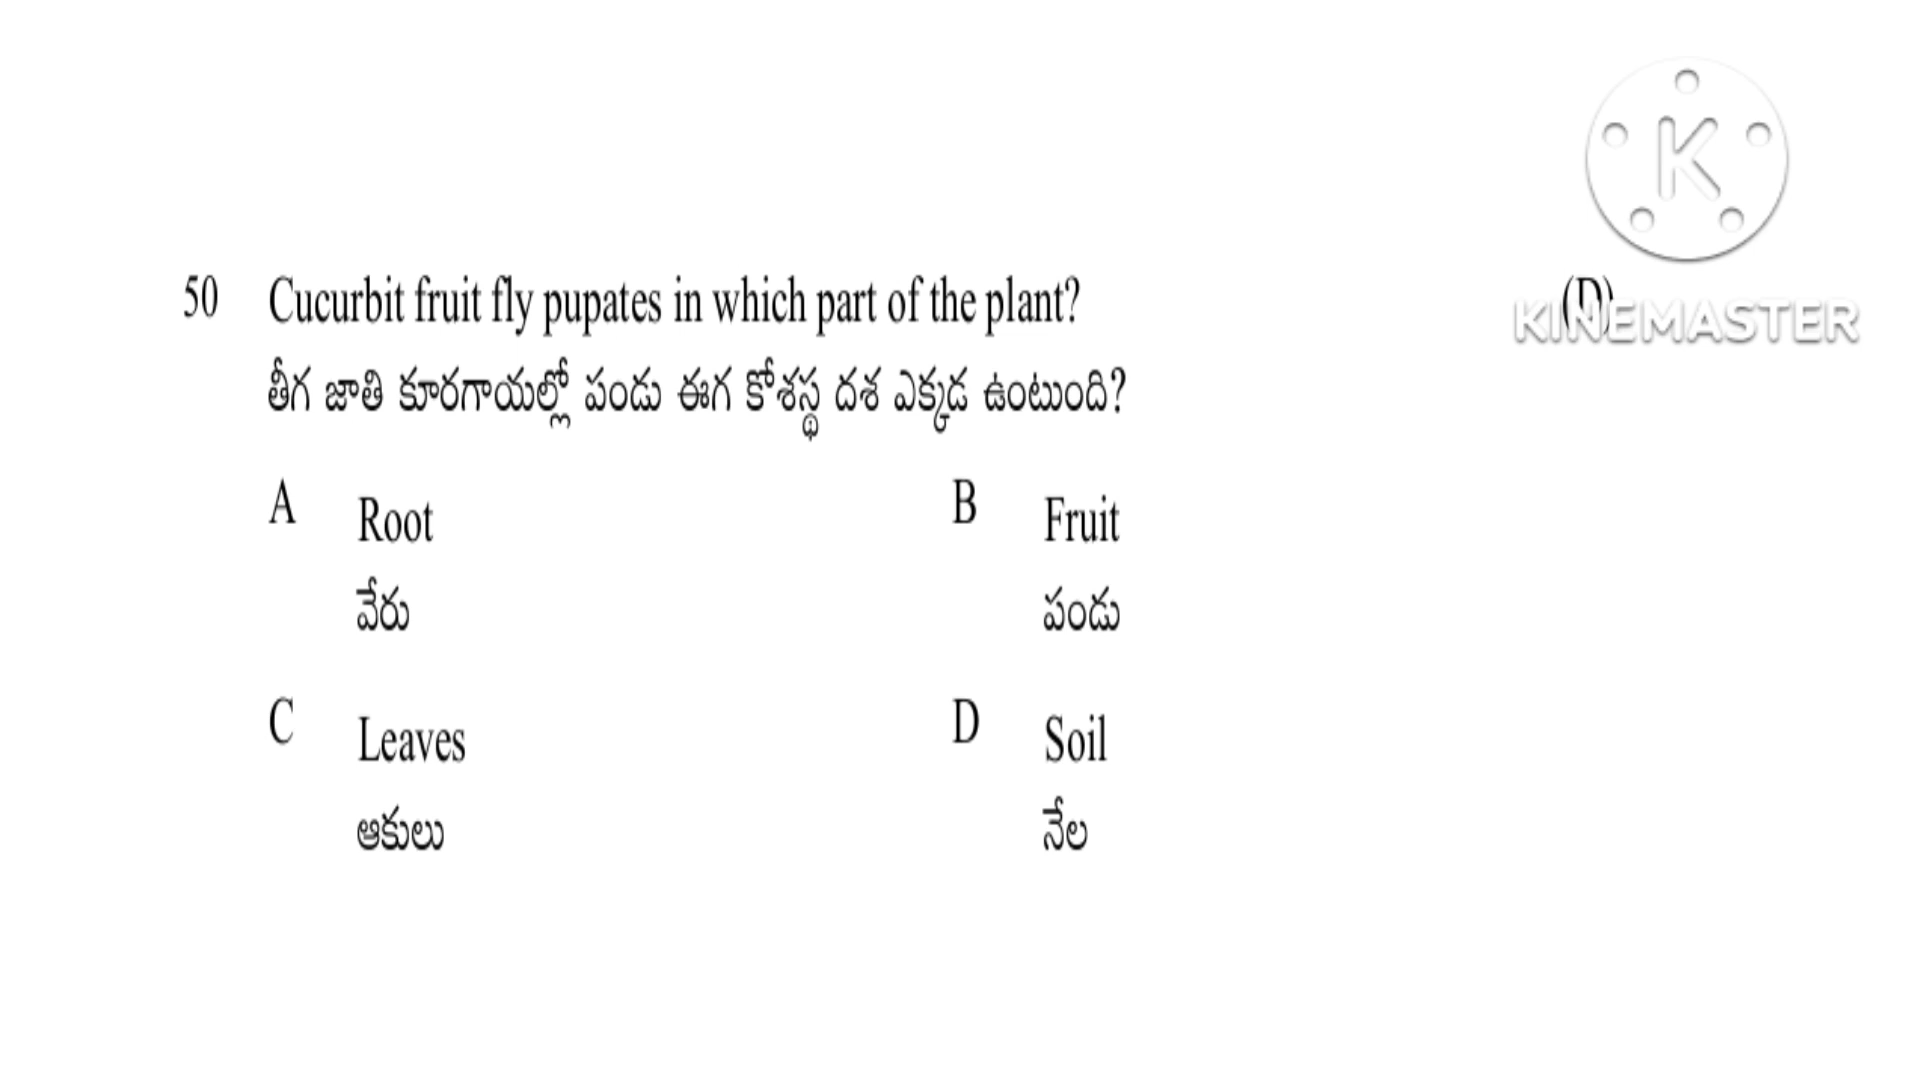 K
50 Cucurbit fruit fly pupates in which part of the plant? (D)
KINEMASTER
తీగ జాతి కూరగాయల్లో పండు ఈగ కోశస్థ దశ ఎక్కడ ఉంటుంది?
A Root B Fruit
వేరు పండు
C Leaves D Soil
ఆకులు నేల